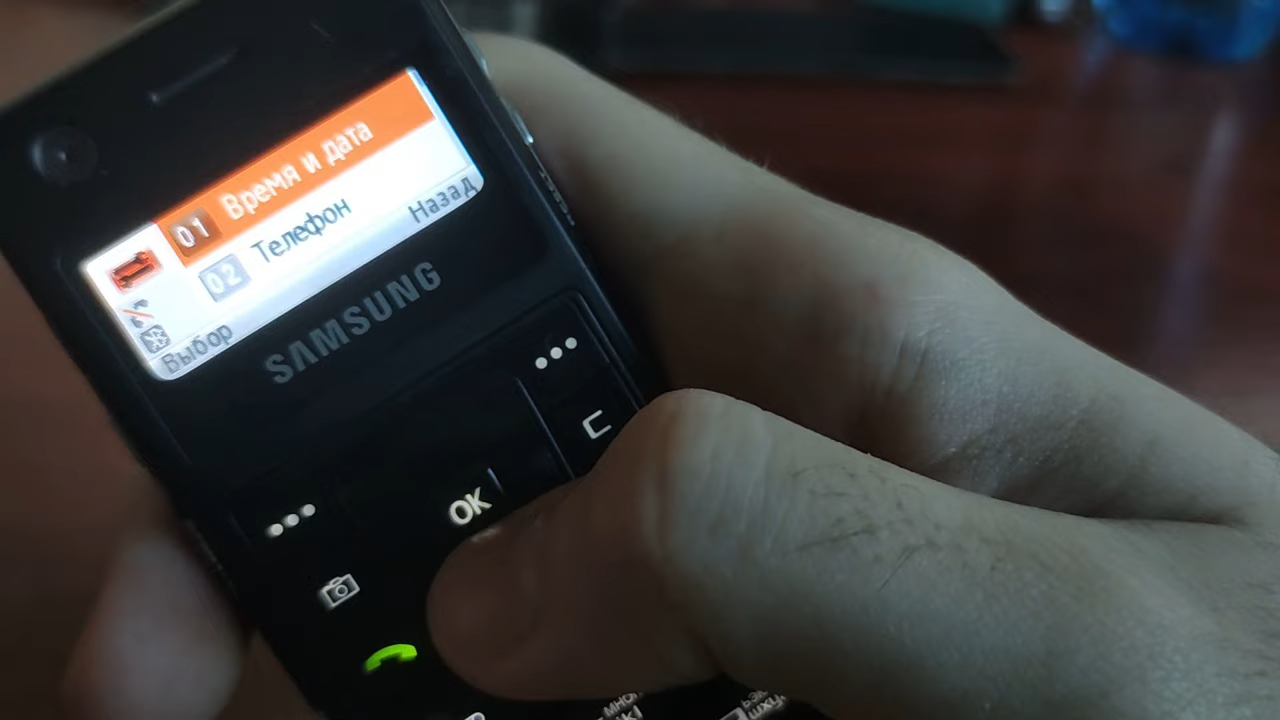 01 Время и дата
02 Телефон
Выбор Назад
SAMSUNG
C
OK